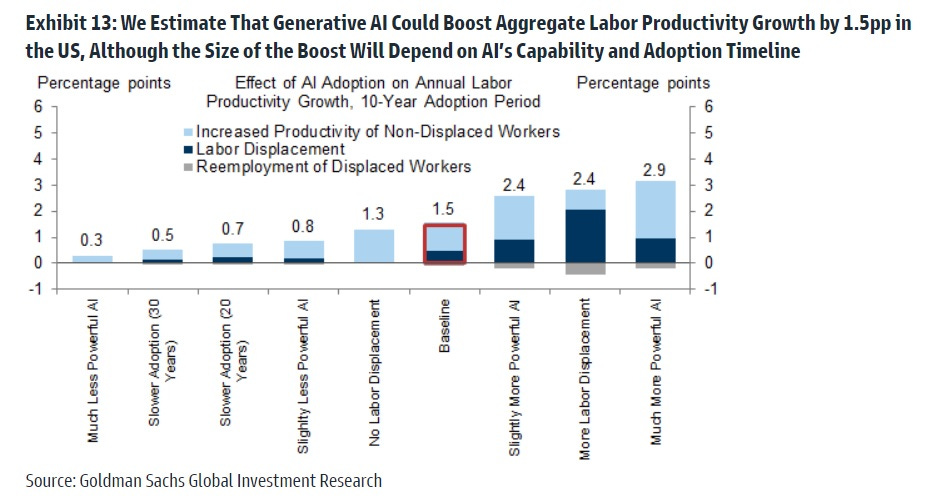 Exhibit 13: We Estimate That Generative AI Could Boost Aggregate Labor Productivity Growth by 1.5pp in
the US, Although the Size of the Boost Will Depend on AI's Capability and Adoption Timeline
Percentage points
Effect of AI Adoption on Annual Labor
Productivity Growth, 10-Year Adoption Period
Percentage points
Increased Productivity of Non-Displaced Workers
Labor Displacement
Reemployment of Displaced Workers
6
5
4
3
2
1
0
-1
0.3
0.5
0.7
0.8
1.3
1.5
2.4
2.4
2.9
6
5
4
3
2
1
0
-1
Much Less Powerful AI
Slower Adoption (30
Years)
Slower Adoption (20
Years)
Slighlty Less Powerful AI
No Labor Displacement
Baseline
Slightly More Powerful AI
More Labor Displacement
Much More Powerful AI
Source: Goldman Sachs Global Investment Research